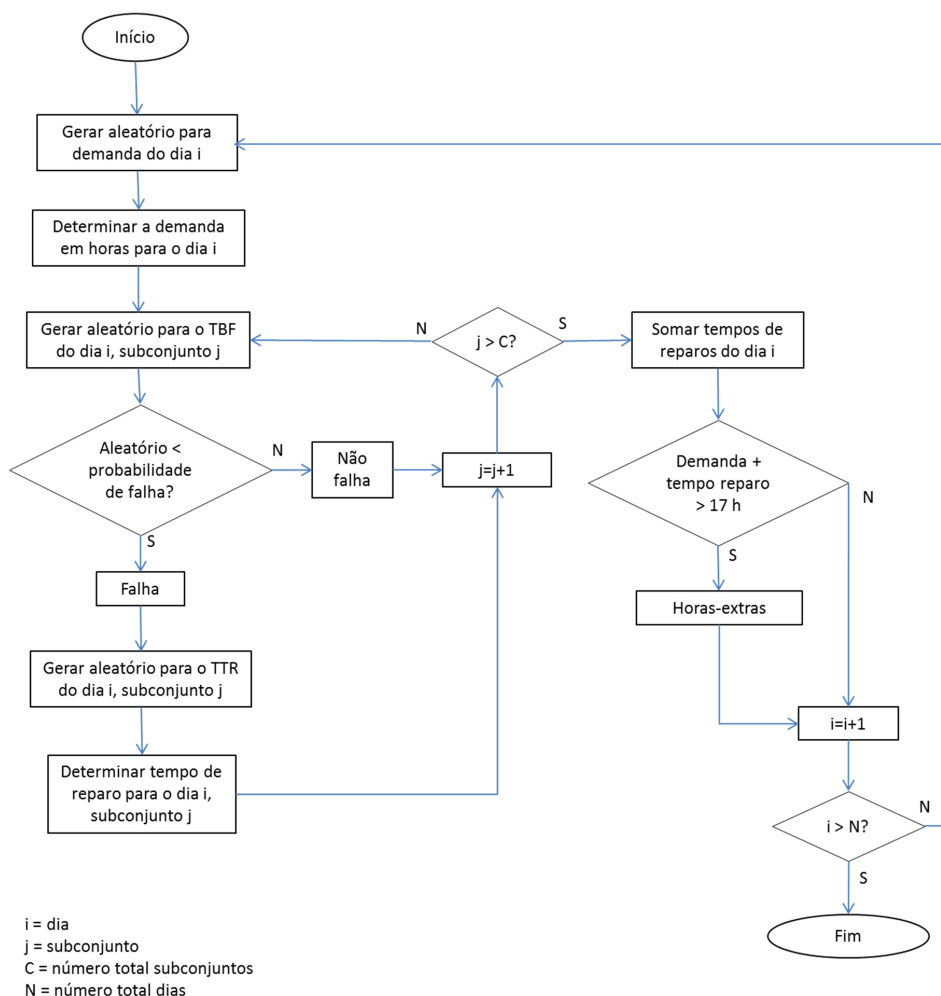 Início
Gerar aleatório para
demanda do dia i
Determinar a demanda
em horas para o dia i
Gerar aleatório para o TBF
do dia i, subconjunto j
Aleatório <
probabilidade
de falha?
N
Não
falha
j=j+1
S
Falha
Gerar aleatório para o TTR
do dia i, subconjunto j
Determinar tempo de
reparo para o dia i,
subconjunto j
N
j > C?
S
Somar tempos de
reparos do dia i
Demanda +
tempo reparo
> 17 h
N
S
Horas-extras
i=i+1
i > N?
N
S
Fim
i = dia
j = subconjunto
C = número total subconjuntos
N = número total dias